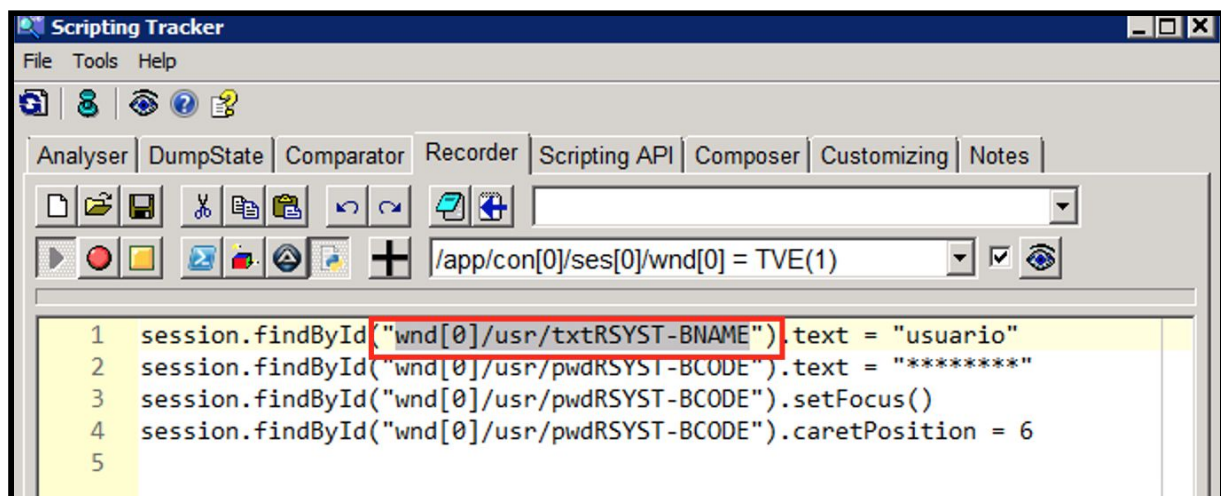 Scripting Tracker
File Tools Help
Analyser DumpState Comparator Recorder Scripting API Composer Customizing Notes
/app/con[0]/ses[0]/wnd[0] = TVE(1)
1 session.findById("wnd[0]/usr/txtRSYST-BNAME").text = "usuario"
2 session.findById("wnd[0]/usr/pwdRSYST-BCODE").text = "********"
3 session.findById("wnd[0]/usr/pwdRSYST-BCODE").setFocus()
4 session.findById("wnd[0]/usr/pwdRSYST-BCODE").caretPosition = 6
5